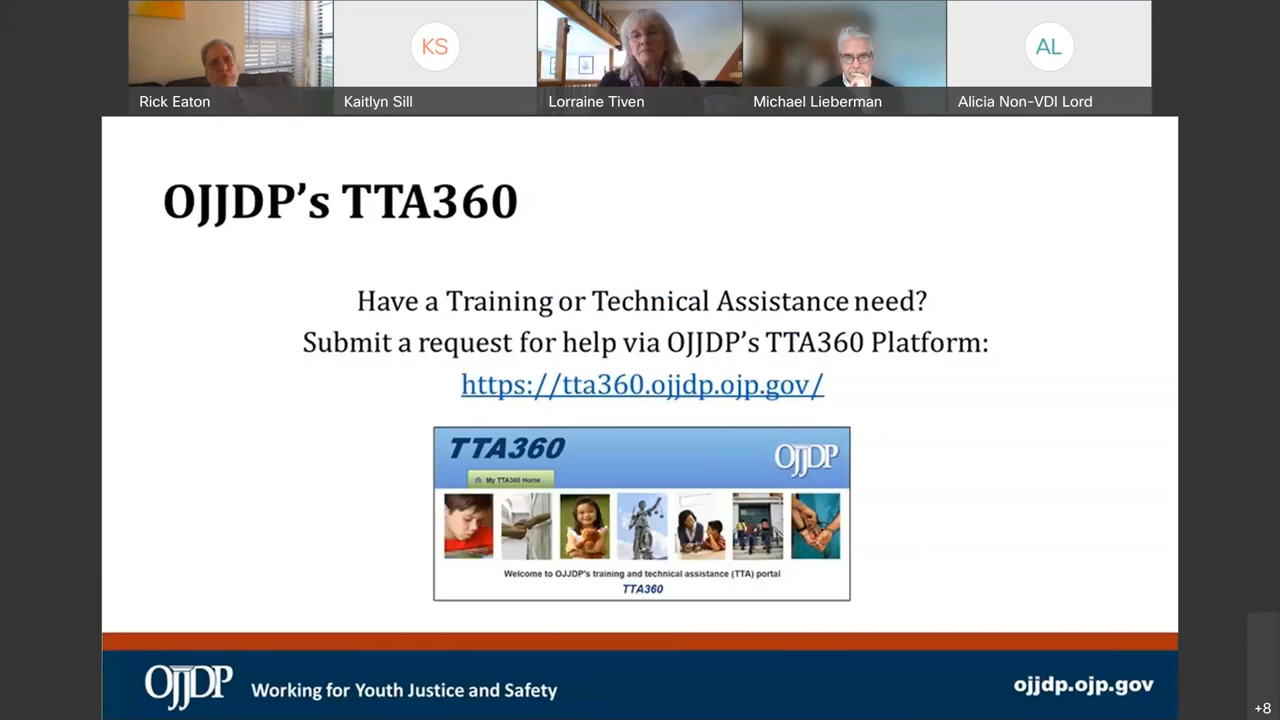 KS
AL
Rick Eaton
Kaitlyn Sill
Lorraine Tiven
Michael Lieberman
Alicia Non-VDI Lord
OJJDP’s TTA360
Have a Training or Technical Assistance need?
Submit a request for help via OJJDP’s TTA360 Platform:
https://tta360.ojjdp.ojp.gov/
TTA360
OJJDP
My TTA360 Home
Welcome to OJJDP's training and technical assistance (TTA) portal
TTA360
OJJDP
Working for Youth Justice and Safety
ojjdp.ojp.gov
+8